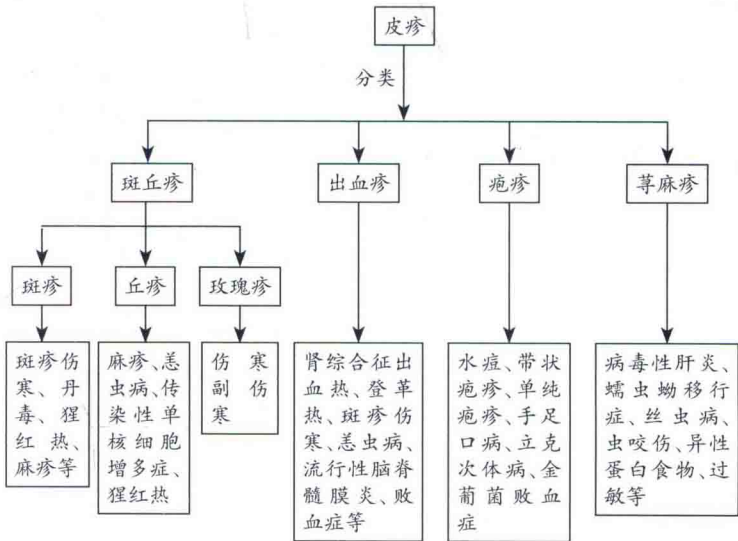 皮疹
分类
斑丘疹
出血疹
疱疹
荨麻疹
斑疹
丘疹
玫瑰疹
斑疹伤
寒、丹
毒、猩
红热、
麻疹等
麻疹、恙
虫病、传
染性单
核细胞
增多症、
猩红热
伤寒
副伤
寒
肾综合征出
血热、登革
热、斑疹伤
寒、恙虫病、
流行性脑脊
髓膜炎、败
血症等
水痘、带状
疱疹、单纯
疱疹、手足
口病、立克
次体病、金
葡菌败血
症
病毒性肝炎、
蠕虫蚴移行
症、丝虫病、
虫咬伤、异性
蛋白食物、过
敏等